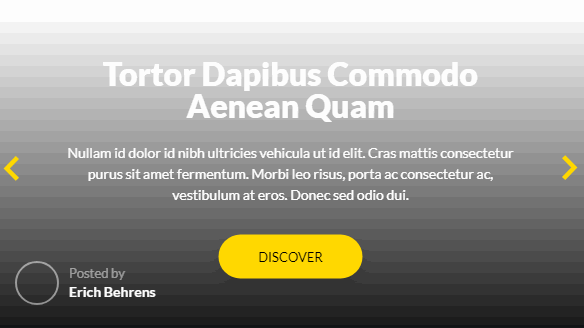 Tortor Dapibus Commodo
Aenean Quam
Nullam id dolor id nibh ultricies vehicula ut id elit. Cras mattis consectetur
purus sit amet fermentum. Morbi leo risus, porta ac consectetur ac,
vestibulum at eros. Donec sed odio dui.
DISCOVER
Posted by
Erich Behrens